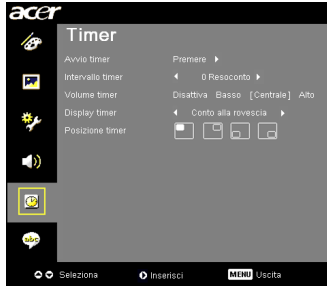 acer
Timer
Avvio timer Premere
Intervallo timer 0 Resoconto
Volume timer Disattiva Basso [Centrale] Alto
Display timer Conto alla rovescia
Posizione timer
abc
Seleziona Inserisci MENU Uscita